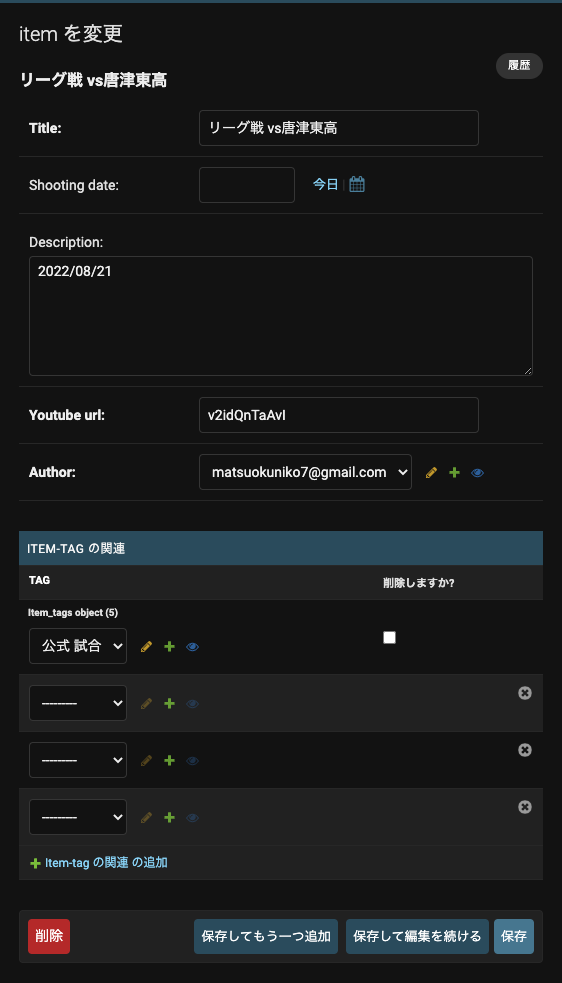 item を変更
履歴
リーグ戦 vs唐津東高
Title: リーグ戦 vs唐津東高
Shooting date: 今日 |
Description:
2022/08/21
Youtube url: v2idQnTaAvI
Author: matsuokuniko7@gmail.com
ITEM-TAG の関連
TAG 削除しますか?
Item_tags object (5)
公式 試合
---------
---------
---------
Item-tag の関連 の追加
削除 保存してもう一つ追加 保存して編集を続ける 保存